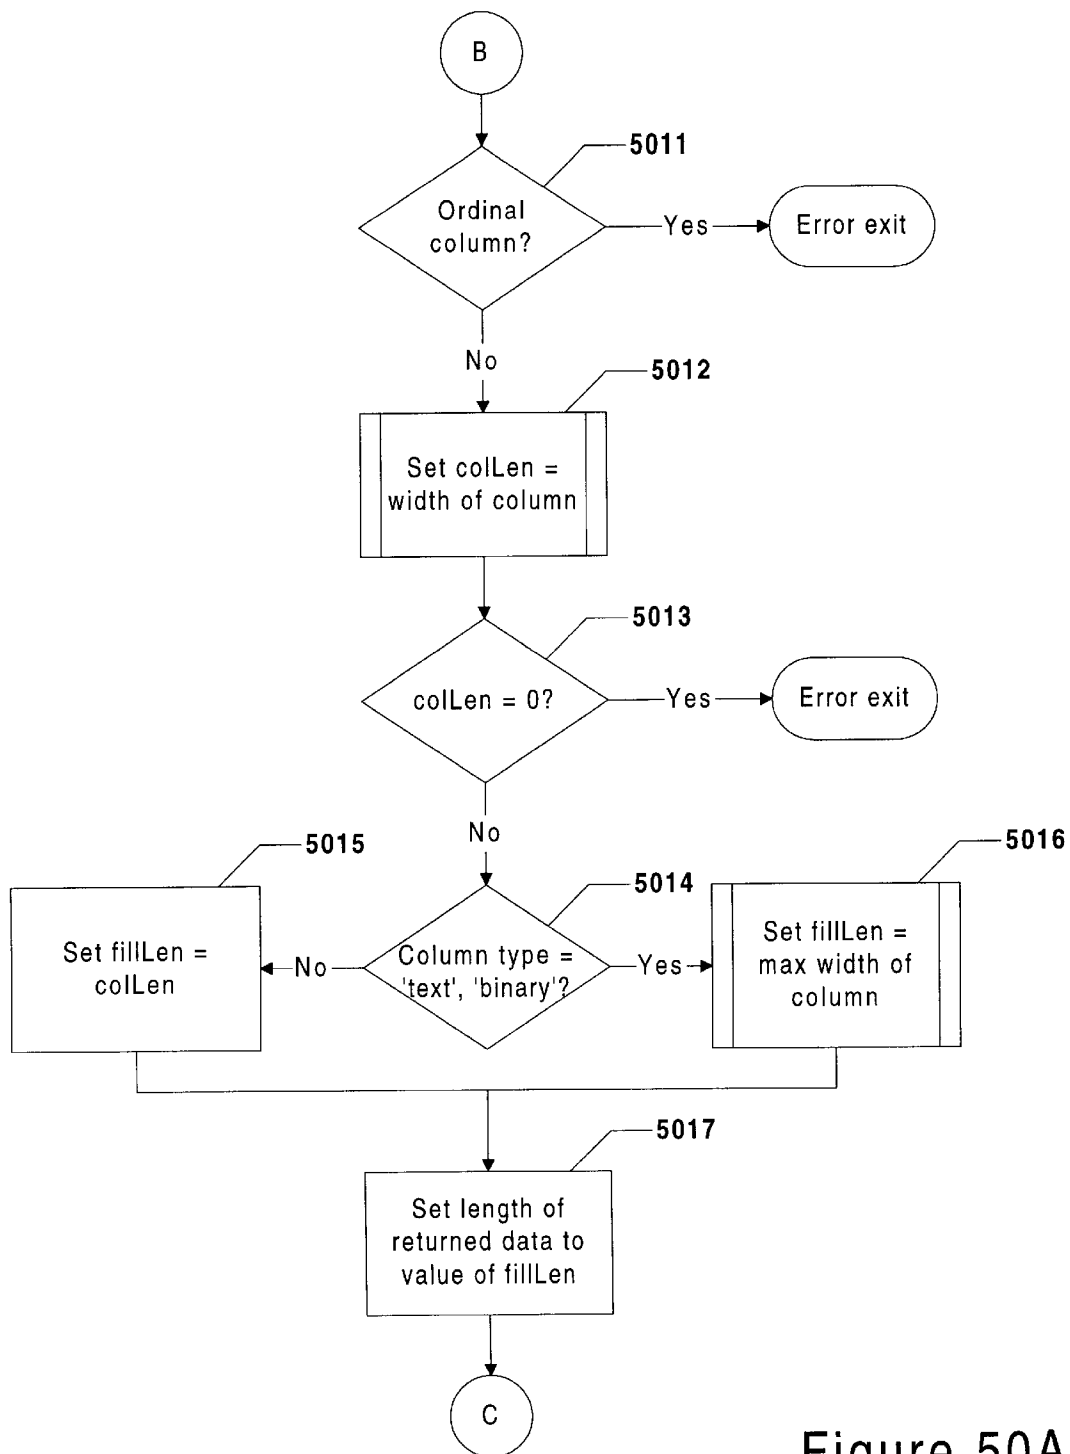 B
5011
Ordinal
column?
Yes
Error exit
No
5012
Set colLen =
width of column
5013
colLen = 0?
Yes
Error exit
No
5015
5014
5016
Set fillLen =
colLen
No
Column type =
'text', 'binary'?
Yes
Set fillLen =
max width of
column
5017
Set length of
returned data to
value of fillLen
C
Figure 50A